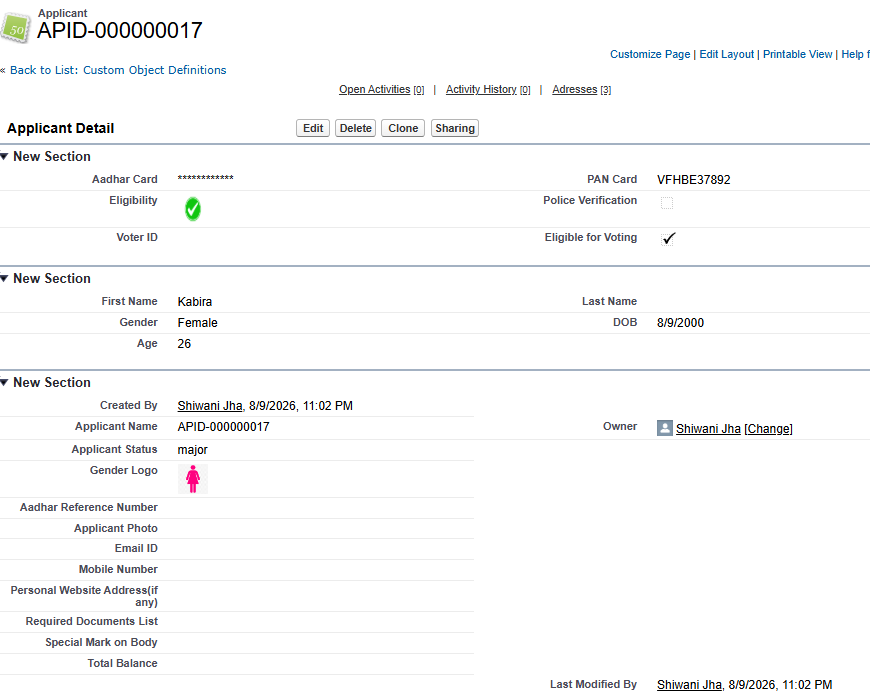 Applicant
50
APID-000000017
Customize Page | Edit Layout | Printable View | Help f
« Back to List: Custom Object Definitions
Open Activities [0] | Activity History [0] | Adresses [3]
Applicant Detail Edit Delete Clone Sharing
New Section
Aadhar Card ************ PAN Card VFHBE37892
Eligibility Police Verification
Voter ID Eligible for Voting
New Section
First Name Kabira Last Name
Gender Female DOB 8/9/2000
Age 26
New Section
Created By Shiwani Jha, 8/9/2026, 11:02 PM
Applicant Name APID-000000017 Owner Shiwani Jha [Change]
Applicant Status major
Gender Logo
Aadhar Reference Number
Applicant Photo
Email ID
Mobile Number
Personal Website Address(if
any)
Required Documents List
Special Mark on Body
Total Balance
Last Modified By Shiwani Jha, 8/9/2026, 11:02 PM